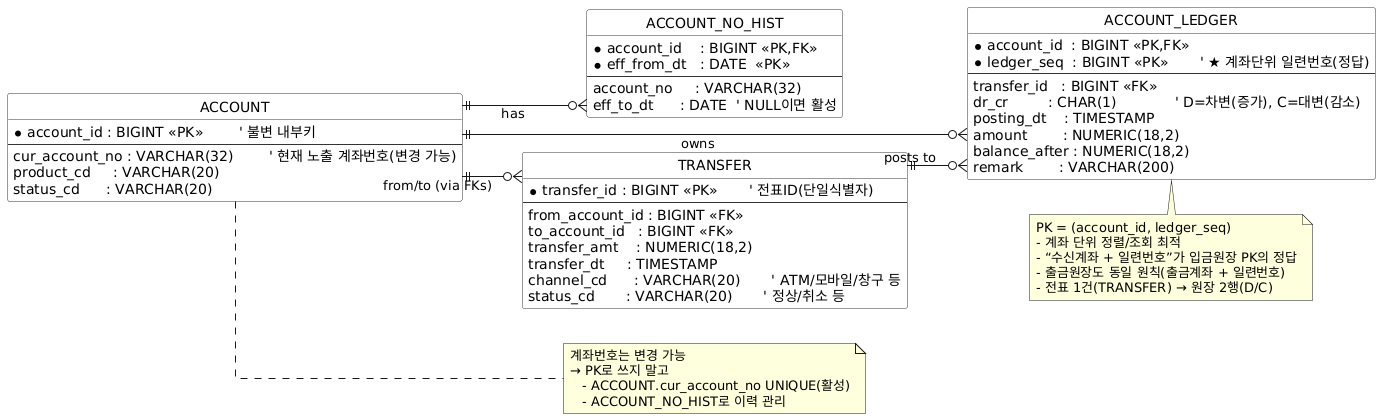 ACCOUNT_NO_HIST
account_id : BIGINT «PK,FK»
eff_from_dt : DATE «PK»
account_no : VARCHAR(32)
eff_to_dt : DATE ' NULL이면 활성
ACCOUNT_LEDGER
account_id : BIGINT «PK,FK»
ledger_seq : BIGINT «PK» ' ★ 계좌단위 일련번호(정답)
transfer_id : BIGINT «FK»
dr_cr : CHAR(1) ' D=차변(증가), C=대변(감소)
posting_dt : TIMESTAMP
amount : NUMERIC(18,2)
balance_after : NUMERIC(18,2)
remark : VARCHAR(200)
ACCOUNT
account_id : BIGINT «PK» ' 불변 내부키
cur_account_no : VARCHAR(32) ' 현재 노출 계좌번호(변경 가능)
product_cd : VARCHAR(20)
status_cd : VARCHAR(20)
has
owns
from/to (via FKs)
posts to
TRANSFER
transfer_id : BIGINT «PK» ' 전표ID(단일식별자)
from_account_id : BIGINT «FK»
to_account_id : BIGINT «FK»
transfer_amt : NUMERIC(18,2)
transfer_dt : TIMESTAMP
channel_cd : VARCHAR(20) ' ATM/모바일/창구 등
status_cd : VARCHAR(20) ' 정상/취소 등
PK = (account_id, ledger_seq)
- 계좌 단위 정렬/조회 최적
- “수신계좌 + 일련번호”가 입금원장 PK의 정답
- 출금원장도 동일 원칙(출금계좌 + 일련번호)
- 전표 1건(TRANSFER) → 원장 2행(D/C)
계좌번호는 변경 가능
→ PK로 쓰지 말고
- ACCOUNT.cur_account_no UNIQUE(활성)
- ACCOUNT_NO_HIST로 이력 관리